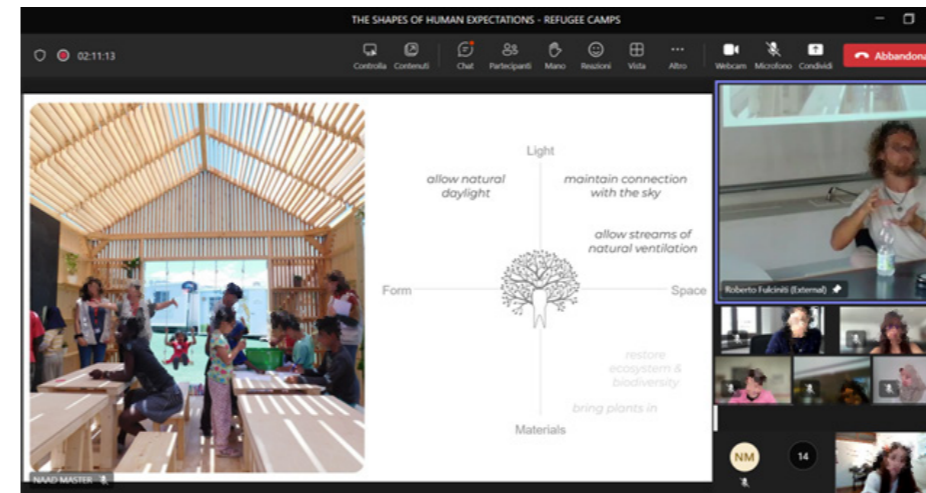 THE SHAPES OF HUMAN EXPECTATIONS - REFUGEE CAMPS
02:11:13
Controlla Contenuti Chat Partecipanti Mano Reazioni Vista Altro Webcam Microfono Condividi Abbandona
Light
allow natural
daylight
maintain connection
with the sky
allow streams of
natural ventilation
Form
Space
restore
ecosystem &
biodiversity
bring plants in
Materials
Roberto Fulciniti (External)
NAAD MASTER
NM
14